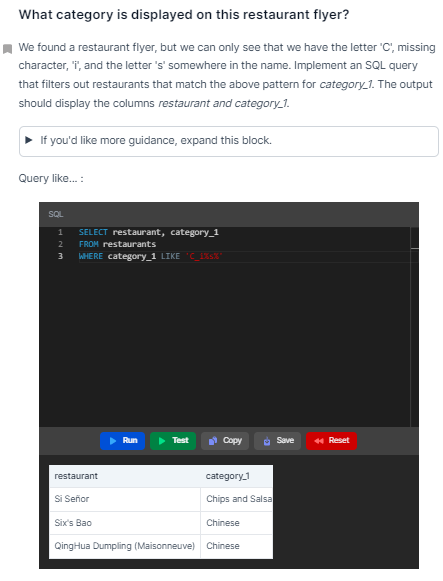 What category is displayed on this restaurant flyer?
We found a restaurant flyer, but we can only see that we have the letter 'C', missing
character, 'i', and the letter 's' somewhere in the name. Implement an SQL query
that filters out restaurants that match the above pattern for category_1. The output
should display the columns restaurant and category_1.
If you'd like more guidance, expand this block.
Query like... :
SQL
1 SELECT restaurant, category_1
2 FROM restaurants
3 WHERE category_1 LIKE 'C_i%s%'
Run Test Copy Save Reset
restaurant category_1
Si Señor Chips and Salsa
Six's Bao Chinese
QingHua Dumpling (Maisonneuve) Chinese